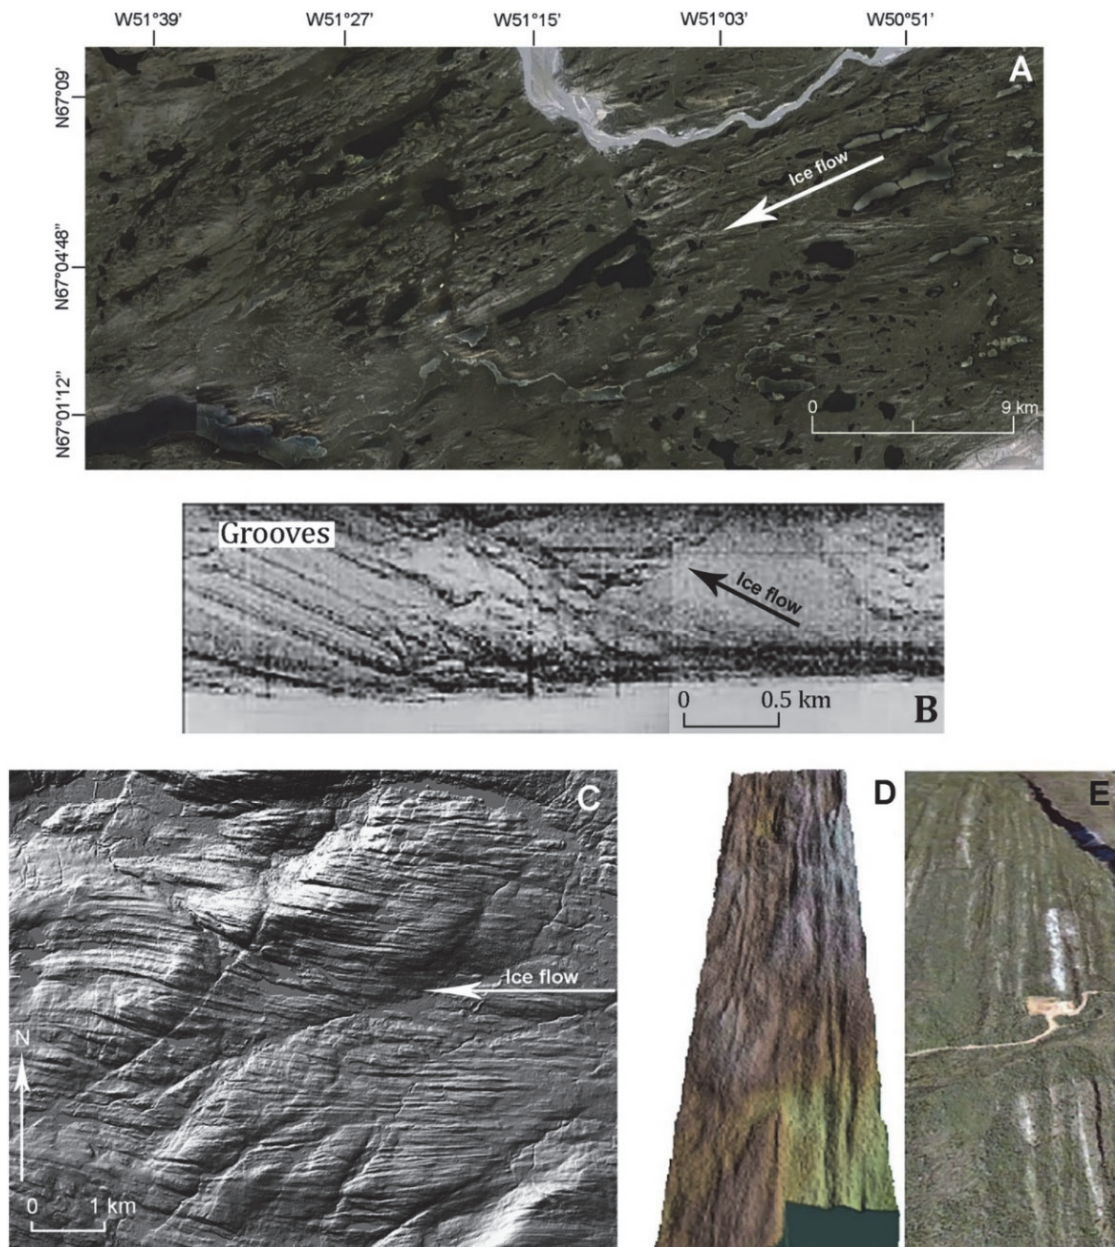 W51°39' W51°27' W51°15' W51°03' W50°51'
A
N67°09'
Ice flow
N67°04'48"
N67°01'12"
0 9 km
Grooves
Ice flow
0 0.5 km
B
C
D
E
Ice flow
N
0 1 km